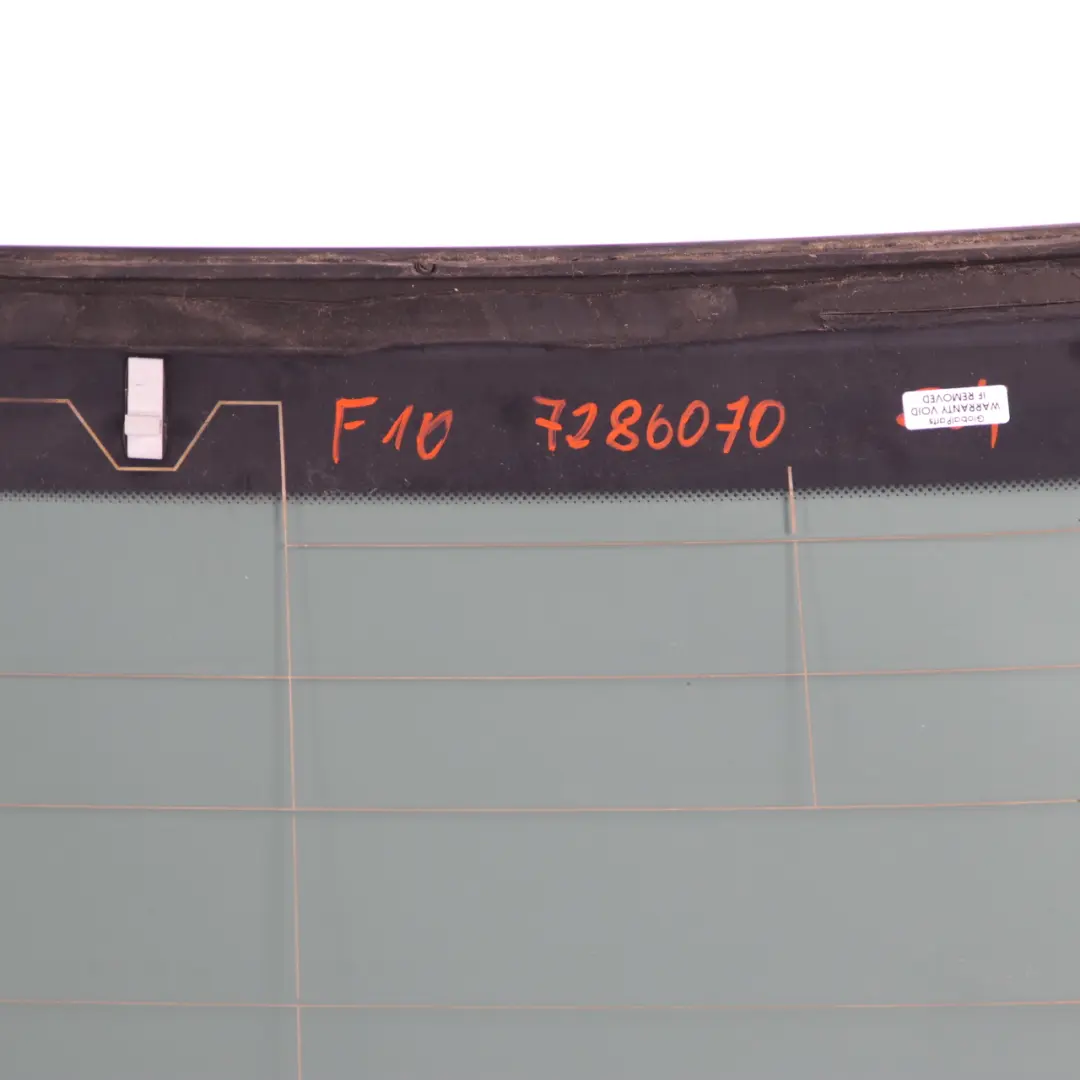 F10 7286070
GlobalParts
WARRANTY VOID
IF REMOVED